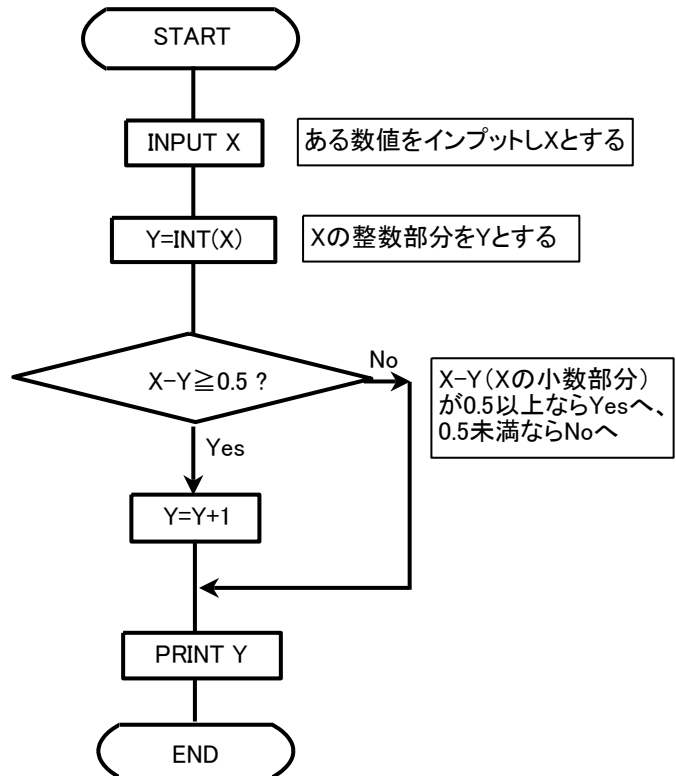 START
INPUT X
ある数値をインプットしXとする
Y=INT(X)
Xの整数部分をYとする
X-Y≧0.5 ?
No
X-Y(Xの小数部分)
が0.5以上ならYesへ、
0.5未満ならNoへ
Yes
Y=Y+1
PRINT Y
END